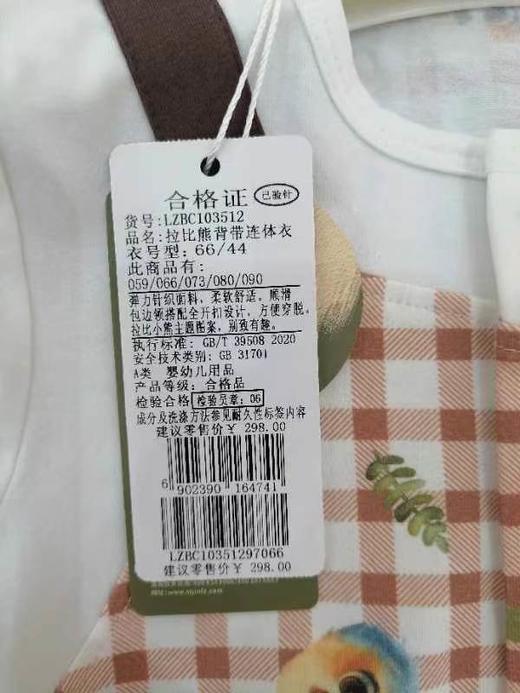 合格证 已验针
货号:LZBC103512
品名:拉比熊背带连体衣
衣号型:66/44
此商品有:
059/066/073/080/090
弹力针织面料，柔软舒适。顺滑
包边领搭配全开扣设计，方便穿脱。
拉比小熊主题图案，别致有趣。
执行标准:GB/T 39508 2020
安全技术类别:GB 31701
A类 婴幼儿用品
产品等级:合格品
检验合格 检验员章:06
成分及洗涤方法参见耐久性标签内容
建议零售价￥298.00
6 902390 164741
LZBC10351297066
建议零售价￥298.00